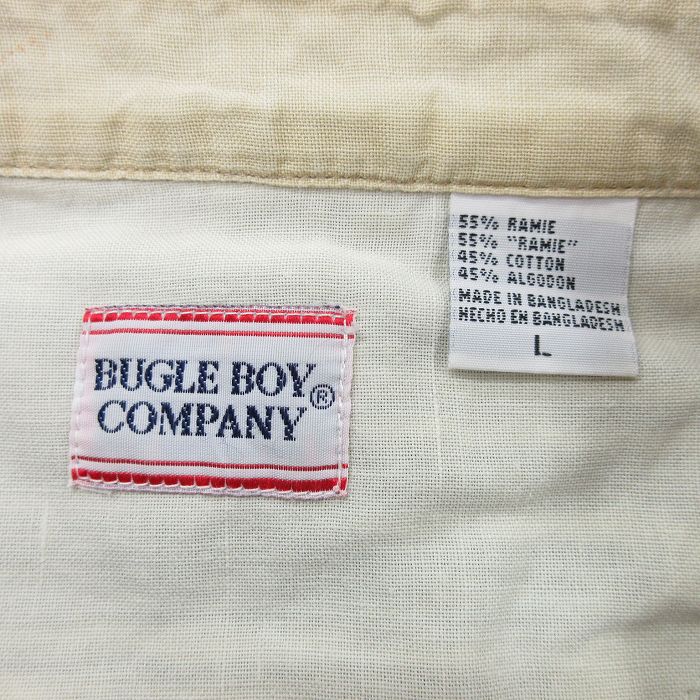 BUGLE BOY
COMPANY®
55% RAMIE
55% "RAMIE"
45% COTTON
45% ALGODON
MADE IN BANGLADESH
HECHO EN BANGLADESH
L